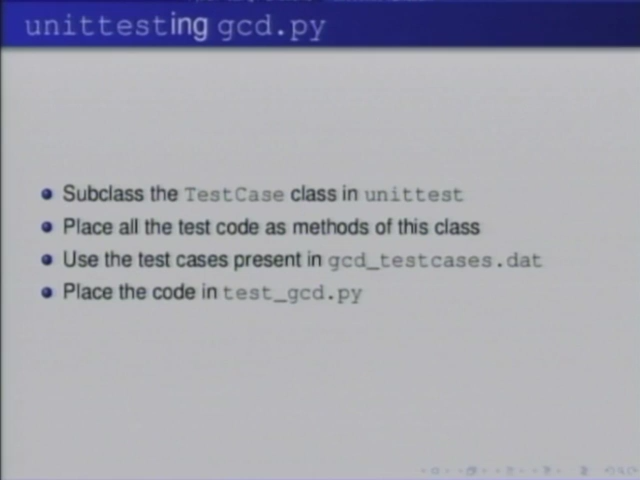 unittesting gcd.py
Subclass the TestCase class in unittest
Place all the test code as methods of this class
Use the test cases present in gcd_testcases.dat
Place the code in test_gcd.py